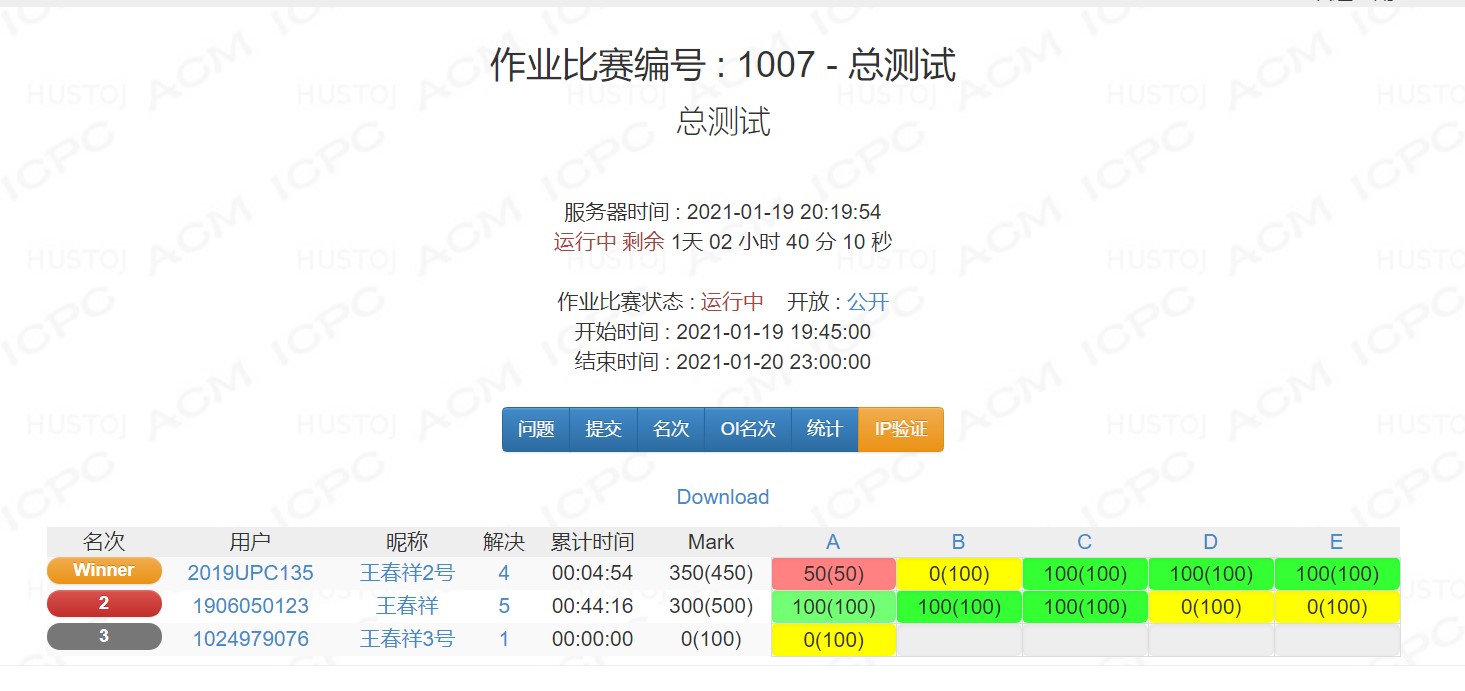 作业比赛编号 : 1007 - 总测试
总测试
服务器时间 : 2021-01-19 20:19:54
运行中 剩余 1天 02 小时 40 分 10 秒
作业比赛状态 : 运行中 开放 : 公开
开始时间 : 2021-01-19 19:45:00
结束时间 : 2021-01-20 23:00:00
问题 提交 名次 OI名次 统计 IP验证
Download
名次 用户 昵称 解决 累计时间 Mark A B C D E
Winner 2019UPC135 王春祥2号 4 00:04:54 350(450) 50(50) 0(100) 100(100) 100(100) 100(100)
2 1906050123 王春祥 5 00:44:16 300(500) 100(100) 100(100) 100(100) 0(100) 0(100)
3 1024979076 王春祥3号 1 00:00:00 0(100) 0(100)
HUSTOJ ACM ICPC